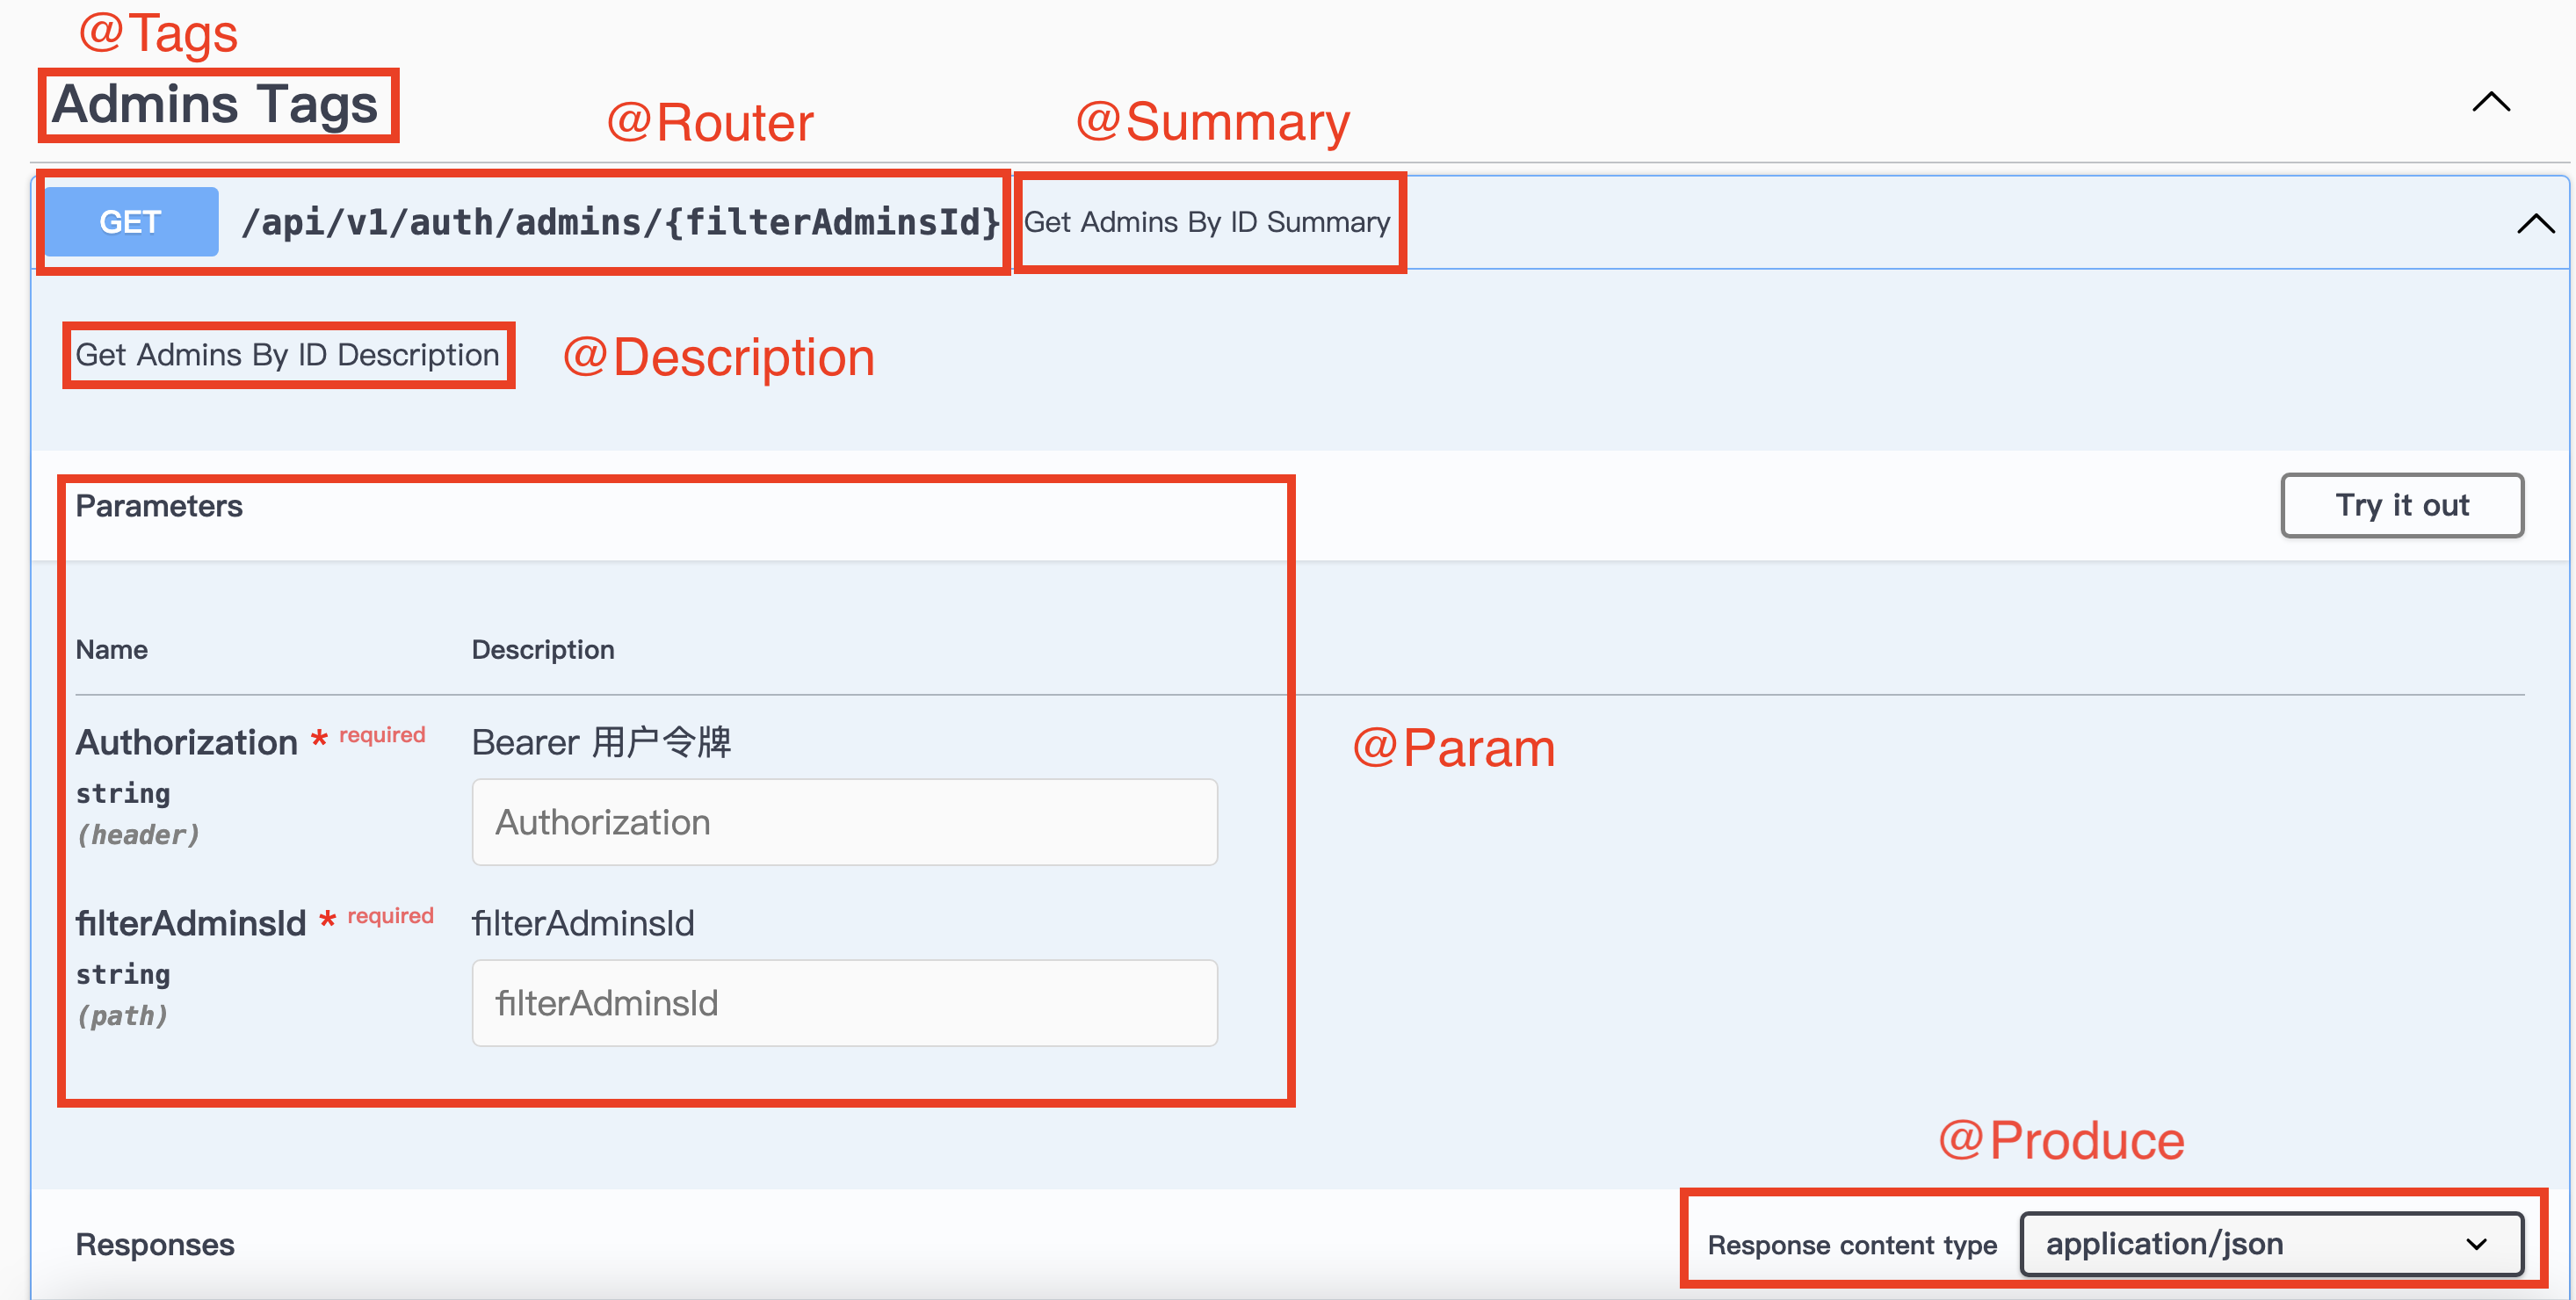 @Tags
Admins Tags
@Router
@Summary
GET /api/v1/auth/admins/{filterAdminsId} Get Admins By ID Summary
Get Admins By ID Description
@Description
Parameters
Try it out
Name Description
Authorization * required Bearer 用户令牌
string
Authorization
(header)
@Param
filterAdminsId * required filterAdminsId
string
filterAdminsId
(path)
@Produce
Responses
Response content type application/json